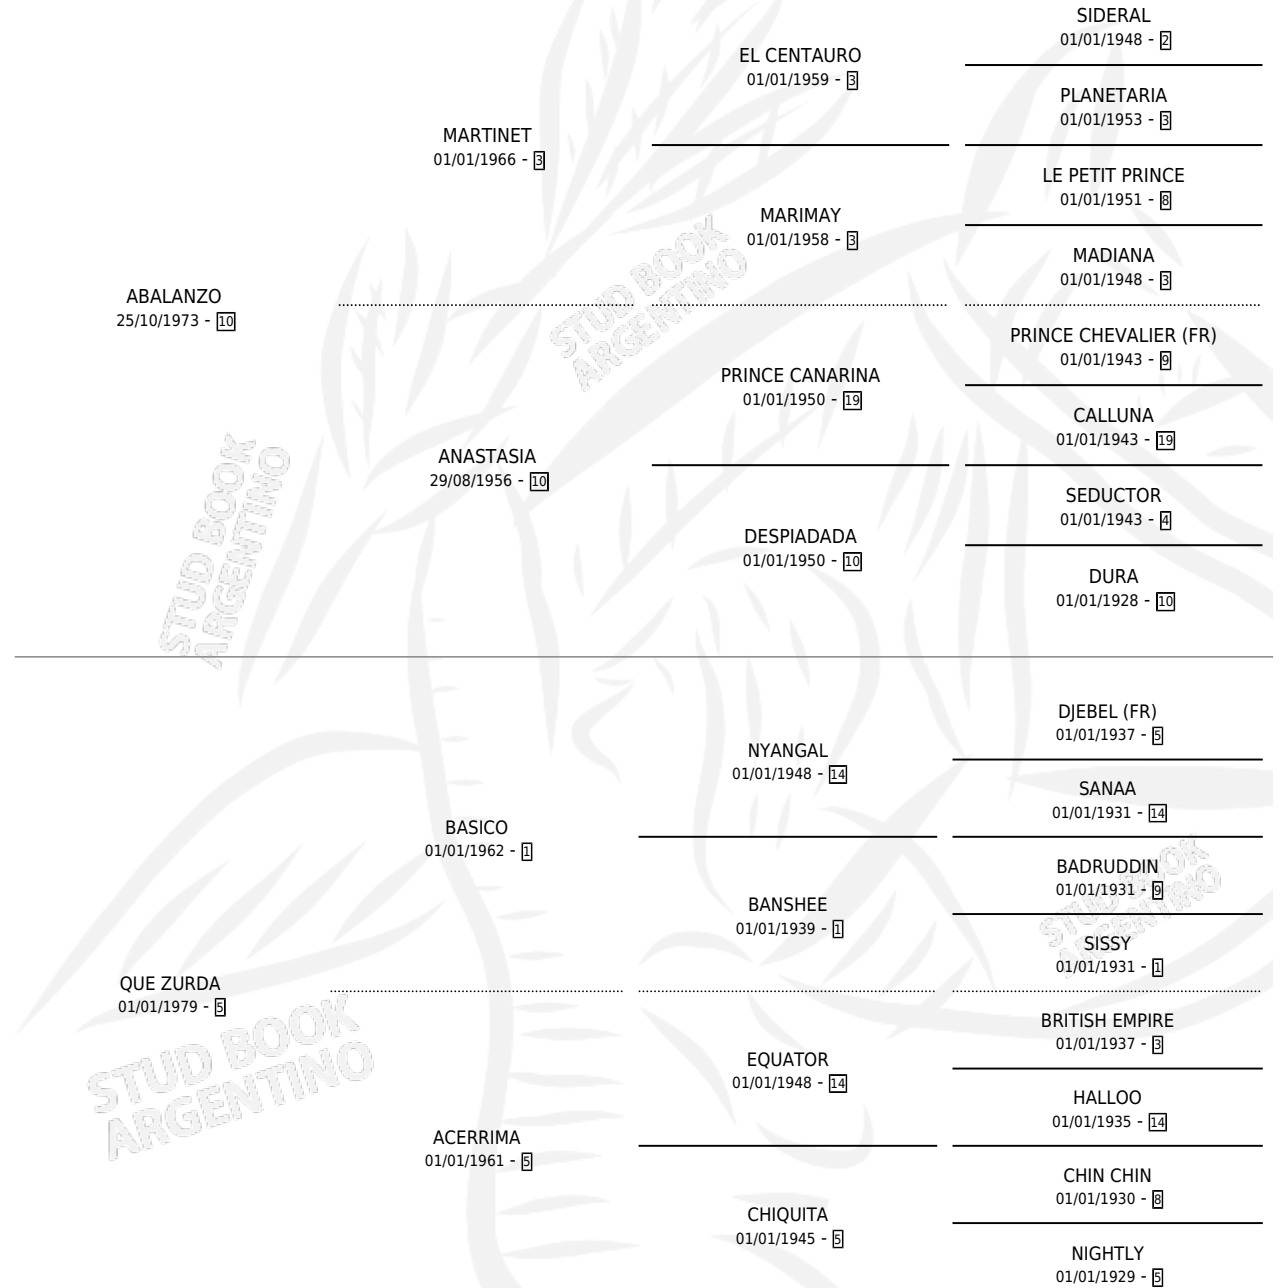 SIDERAL
01/01/1948 - 2
EL CENTAURO
01/01/1959 - 3
PLANETARIA
01/01/1953 - 3
MARTINET
01/01/1966 - 3
LE PETIT PRINCE
01/01/1951 - 8
MARIMAY
01/01/1958 - 3
MADIANA
01/01/1948 - 3
ABALANZO
25/10/1973 - 10
PRINCE CHEVALIER (FR)
01/01/1943 - 9
PRINCE CANARINA
01/01/1950 - 19
CALLUNA
01/01/1943 - 19
ANASTASIA
29/08/1956 - 10
SEDUCTOR
01/01/1943 - 4
DESPIADADA
01/01/1950 - 10
DURA
01/01/1928 - 10
STUD BOOK
ARGENTINO
STUD BOOK
ARGENTINO
DJEBEL (FR)
01/01/1937 - 5
NYANGAL
01/01/1948 - 14
SANAA
01/01/1931 - 14
BASICO
01/01/1962 - 1
BADRUDDIN
01/01/1931 - 9
BANSHEE
01/01/1939 - 1
SISSY
01/01/1931 - 1
QUE ZURDA
01/01/1979 - 5
BRITISH EMPIRE
01/01/1937 - 3
EQUATOR
01/01/1948 - 14
HALLOO
01/01/1935 - 14
ACERRIMA
01/01/1961 - 5
CHIN CHIN
01/01/1930 - 8
CHIQUITA
01/01/1945 - 5
NIGHTLY
01/01/1929 - 5
STUD BOOK
ARGENTINO
STUD BOOK
ARGENTINO